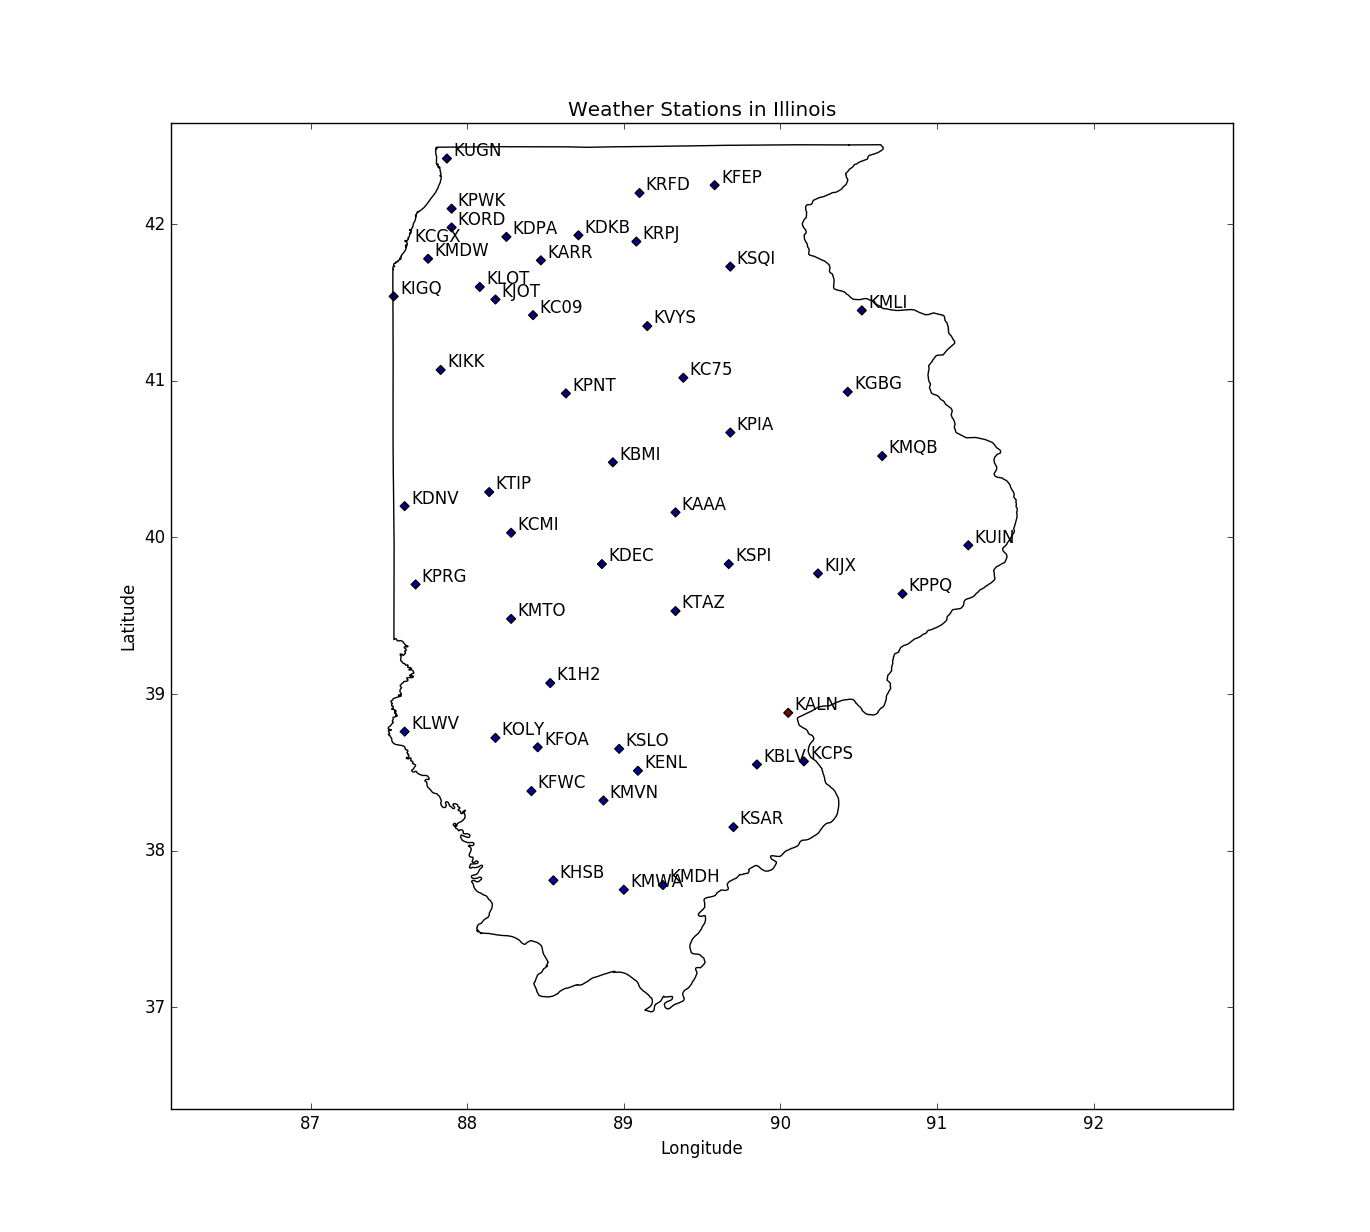 Weather Stations in Illinois
KUGN
KFEP
KRFD
KPWK
KORD
KDPA
KDKB
KRPJ
KCGX
KMDW
KARR
KSQI
KLOT
KIGQ
KJOT
KMLI
KC09
KVYS
KIKK
KC75
KPNT
KGBG
KPIA
KMQB
KBMI
KTIP
KDNV
KAAA
KCMI
KUIN
KDEC
KSPI
KIJX
KPRG
KPPQ
KTAZ
KMTO
K1H2
KALN
KLWV
KOLY
KFOA
KSLO
KBLV
KCPS
KENL
KFWC
KMVN
KSAR
KHSB
KMDH
KMWA
42
41
40
39
38
37
Latitude
87 88 89 90 91 92
Longitude